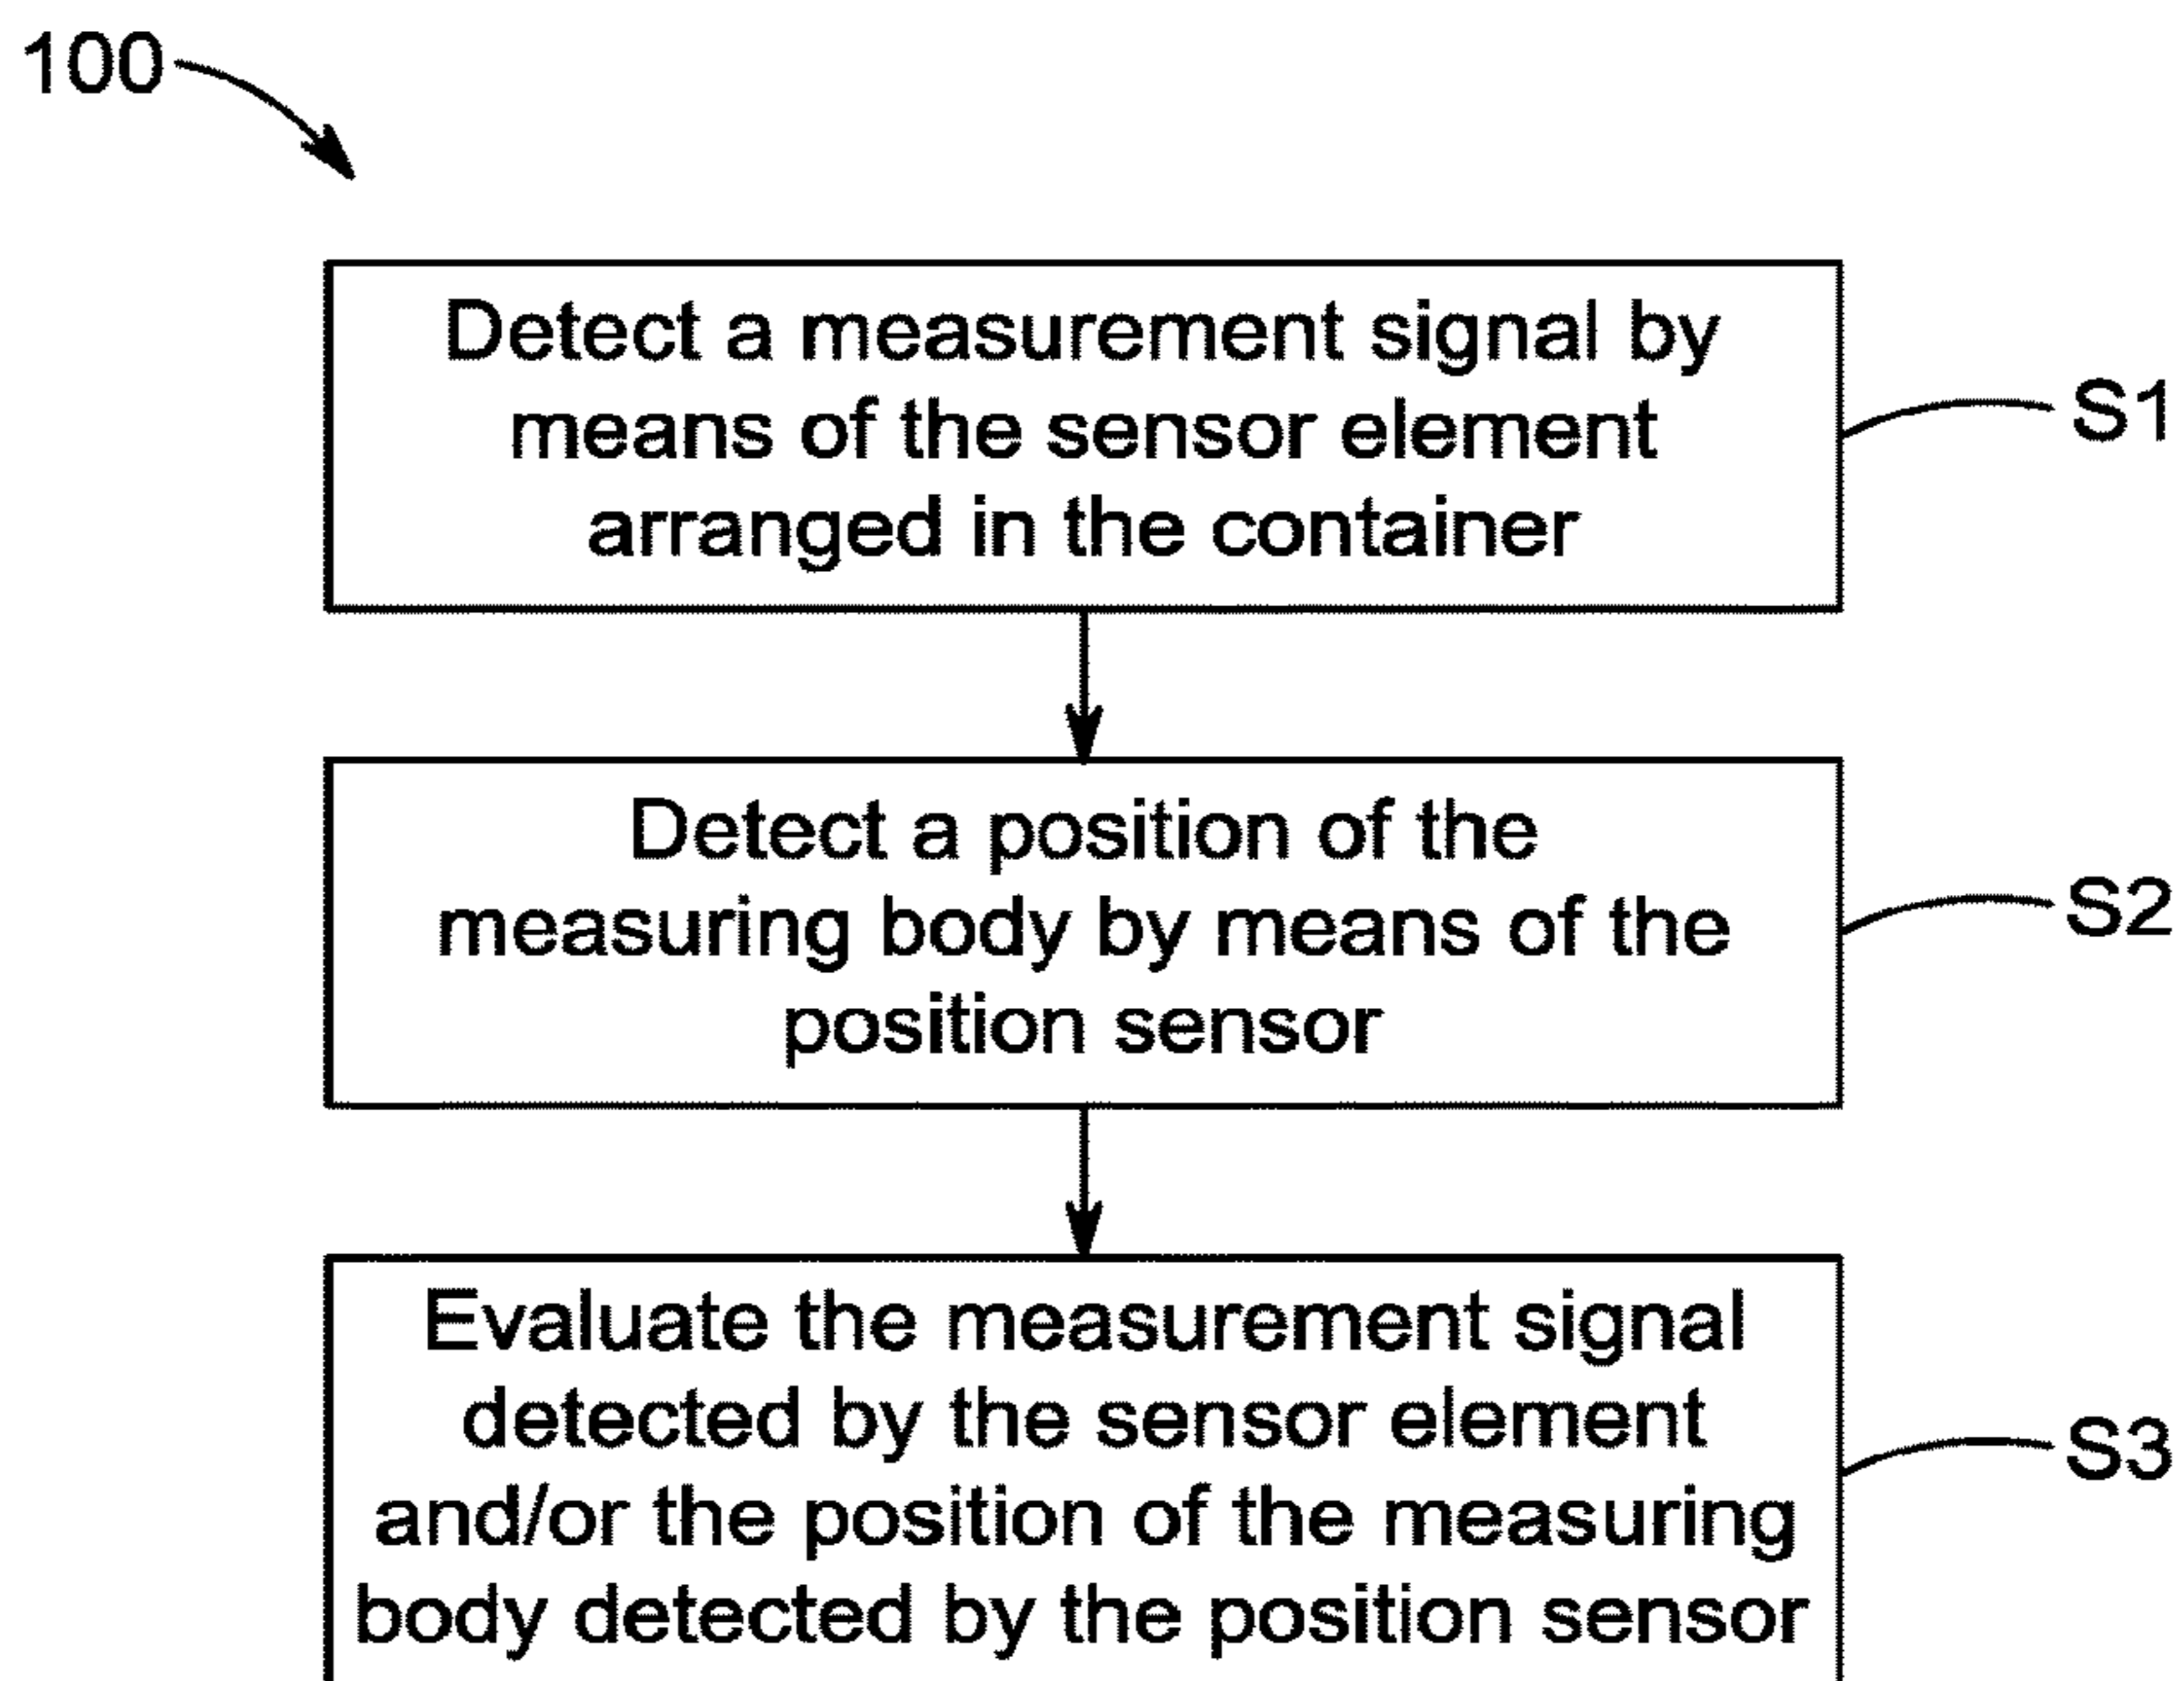 100
Detect a measurement signal by
means of the sensor element
arranged in the container
S1
Detect a position of the
measuring body by means of the
position sensor
S2
Evaluate the measurement signal
detected by the sensor element
and/or the position of the measuring
body detected by the position sensor
S3